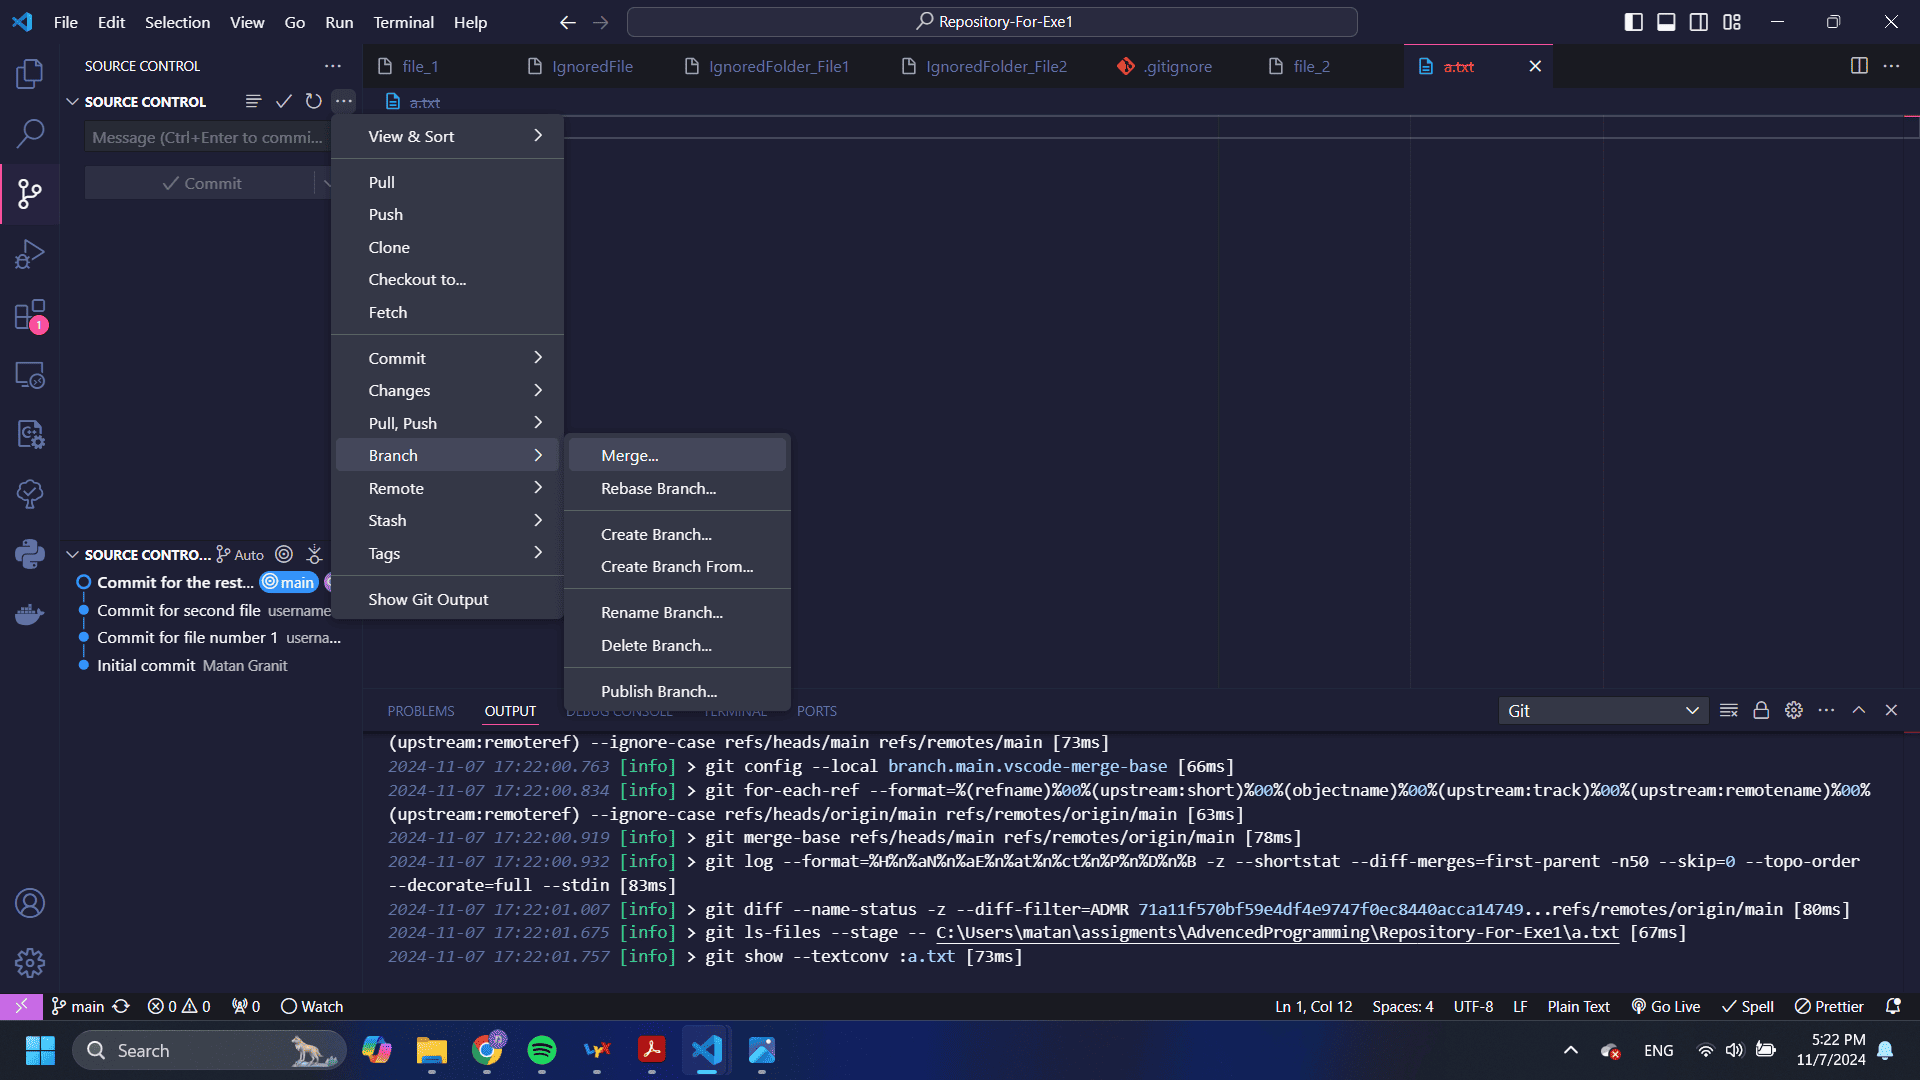 File Edit Selection View Go Run Terminal Help
Repository-For-Exe1
SOURCE CONTROL
file_1
IgnoredFile
IgnoredFolder_File1
IgnoredFolder_File2
.gitignore
file_2
a.txt
SOURCE CONTROL
a.txt
Message (Ctrl+Enter to commi...
Commit
View & Sort
Pull
Push
Clone
Checkout to...
Fetch
Commit
Changes
Pull, Push
Branch
Remote
Stash
Tags
Show Git Output
Merge...
Rebase Branch...
Create Branch...
Create Branch From...
Rename Branch...
Delete Branch...
Publish Branch...
1
SOURCE CONTRO... Auto
Commit for the rest... main
Commit for second file username
Commit for file number 1 userna...
Initial commit Matan Granit
PROBLEMS OUTPUT DEBUG CONSOLE TERMINAL PORTS
Git
(upstream:remoteref) --ignore-case refs/heads/main refs/remotes/main [73ms]
2024-11-07 17:22:00.763 [info] > git config --local branch.main.vscode-merge-base [66ms]
2024-11-07 17:22:00.834 [info] > git for-each-ref --format=%(refname)%00%(upstream:short)%00%(objectname)%00%(upstream:track)%00%(upstream:remotename)%00%
(upstream:remoteref) --ignore-case refs/heads/origin/main refs/remotes/origin/main [63ms]
2024-11-07 17:22:00.919 [info] > git merge-base refs/heads/main refs/remotes/origin/main [78ms]
2024-11-07 17:22:00.932 [info] > git log --format=%H%n%aN%n%aE%n%at%n%ct%n%P%n%D%n%B -z --shortstat --diff-merges=first-parent -n50 --skip=0 --topo-order
--decorate=full --stdin [83ms]
2024-11-07 17:22:01.007 [info] > git diff --name-status -z --diff-filter=ADMR 71a11f570bf59e4df4e9747f0ec8440acca14749...refs/remotes/origin/main [80ms]
2024-11-07 17:22:01.675 [info] > git ls-files --stage -- C:\Users\matan\assigments\AdvencedProgramming\Repository-For-Exe1\a.txt [67ms]
2024-11-07 17:22:01.757 [info] > git show --textconv :a.txt [73ms]
main 0 0 0 Watch
Ln 1, Col 12 Spaces: 4 UTF-8 LF Plain Text Go Live Spell Prettier
Search
ENG
5:22 PM
11/7/2024